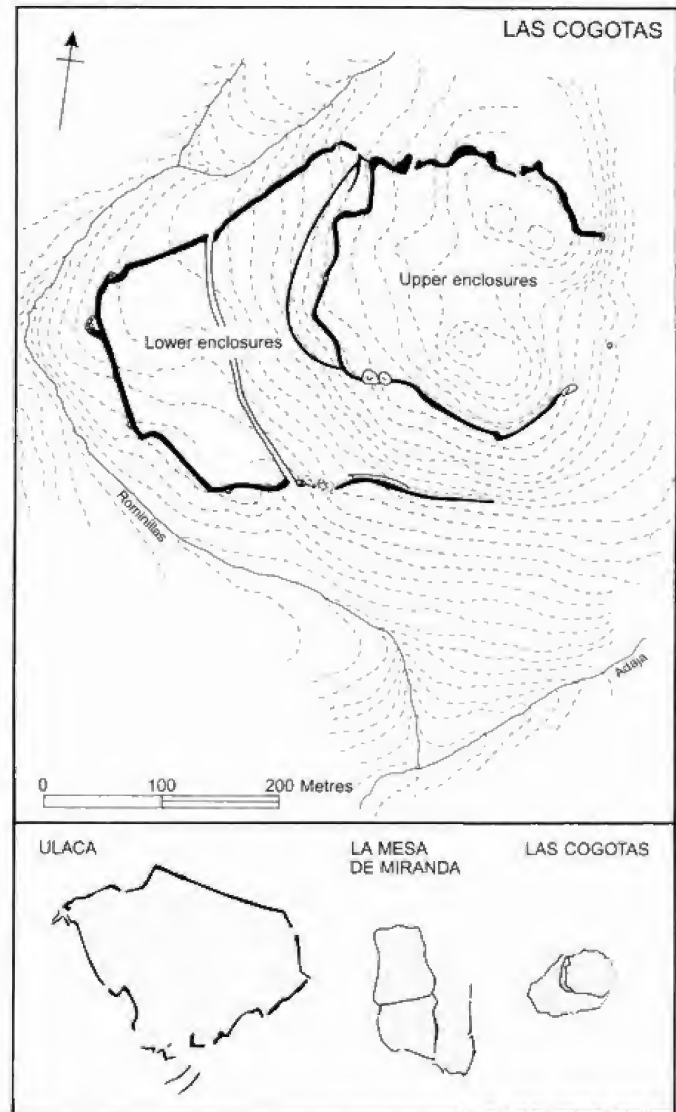 LAS COGOTAS
Upper enclosures
Lower enclosures
Rominillas
Adaja
0 100 200 Metres
ULACA
LA MESA
DE MIRANDA
LAS COGOTAS